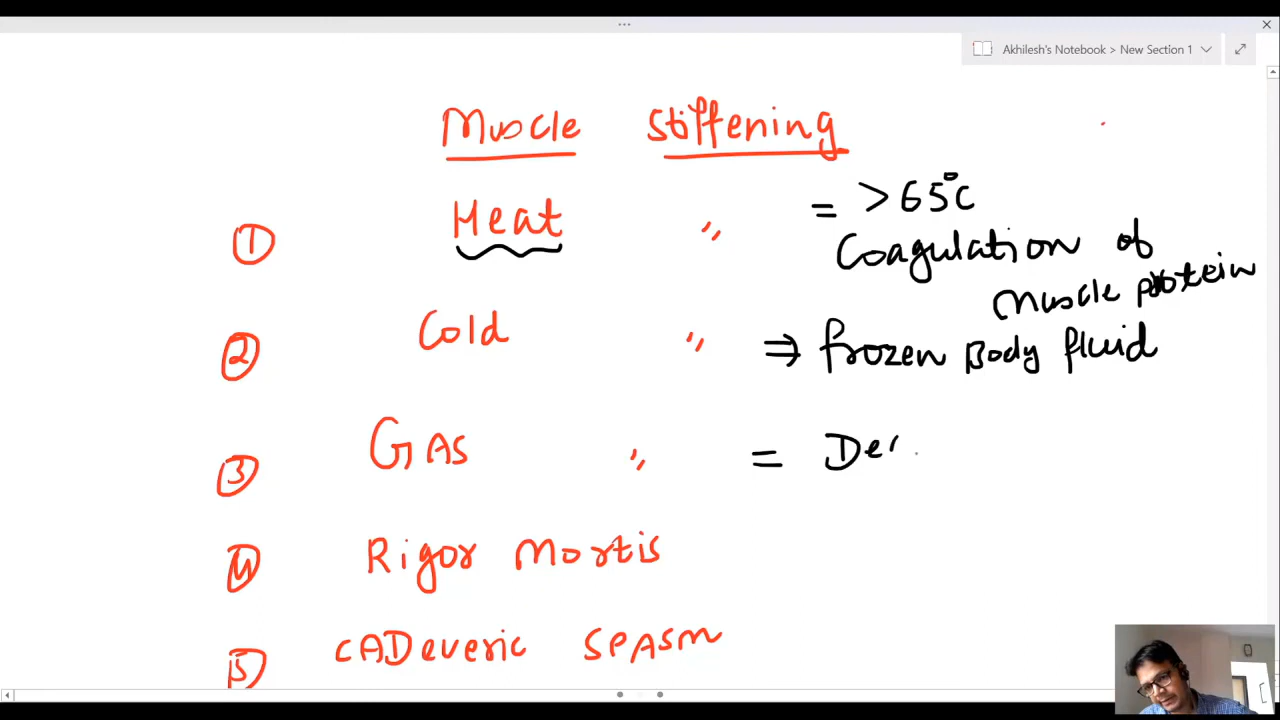 Akhilesh's Notebook > New Section 1
Muscle Stiffening
① Heat " = >65°C
Coagulation of
Muscle protein
② Cold " ⇒ frozen Body fluid
③ GAS " = De
④ Rigor Mortis
⑤ CADeveric SPASM